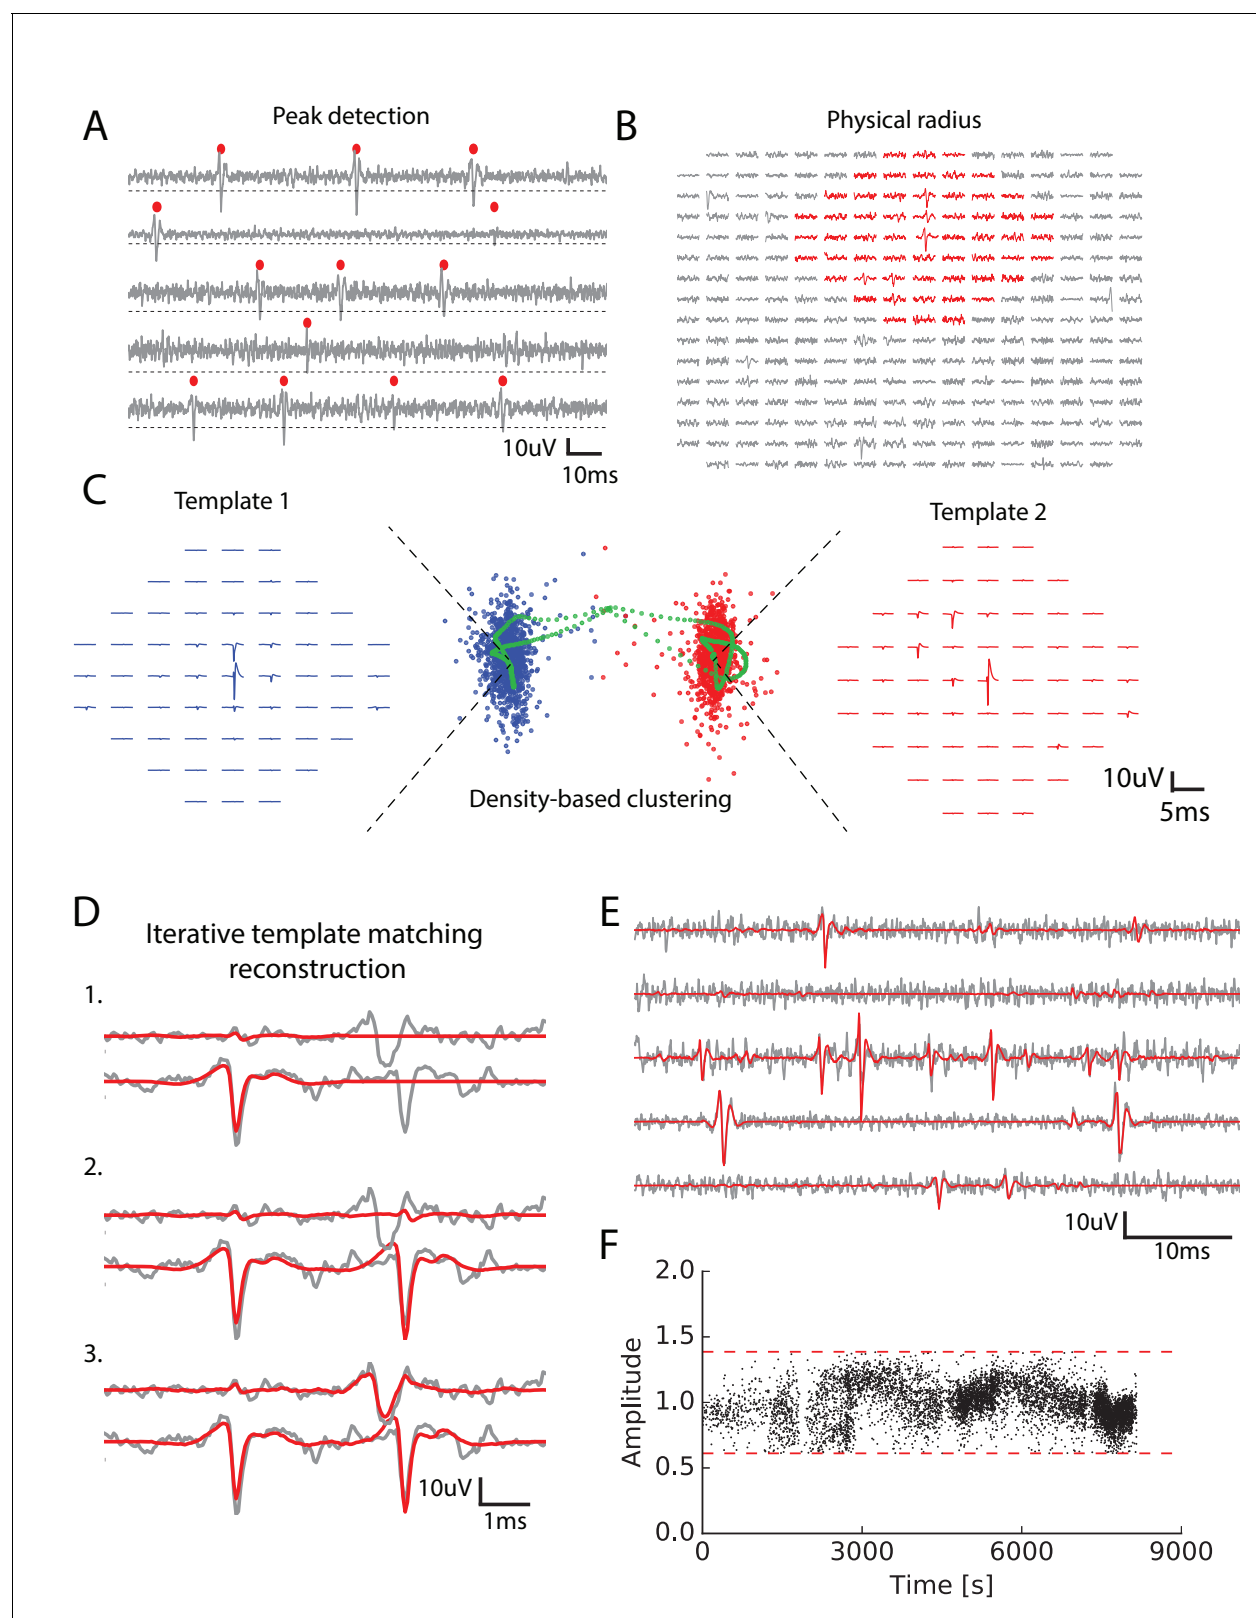 A
Peak detection
10uV
10ms
B
Physical radius
C
Template 1
Density-based clustering
Template 2
10uV
5ms
D
Iterative template matching
reconstruction
1.
2.
3.
10uV
1ms
E
10uV
10ms
F
2.0
1.5
1.0
0.5
0.0
Amplitude
0
3000
6000
9000
Time [s]